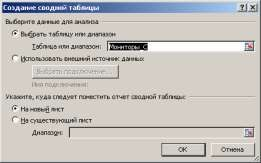 Создание сводной таблицы
Выберите данные для анализа
Выбрать таблицу или диапазон
Таблица или диапазон: Мониторы_С
Использовать внешний источник данных
Выбрать подключение...
Имя подключения:
Укажите, куда следует поместить отчет сводной таблицы:
На новый лист
На существующий лист
Диапазон:
ОК Отмена